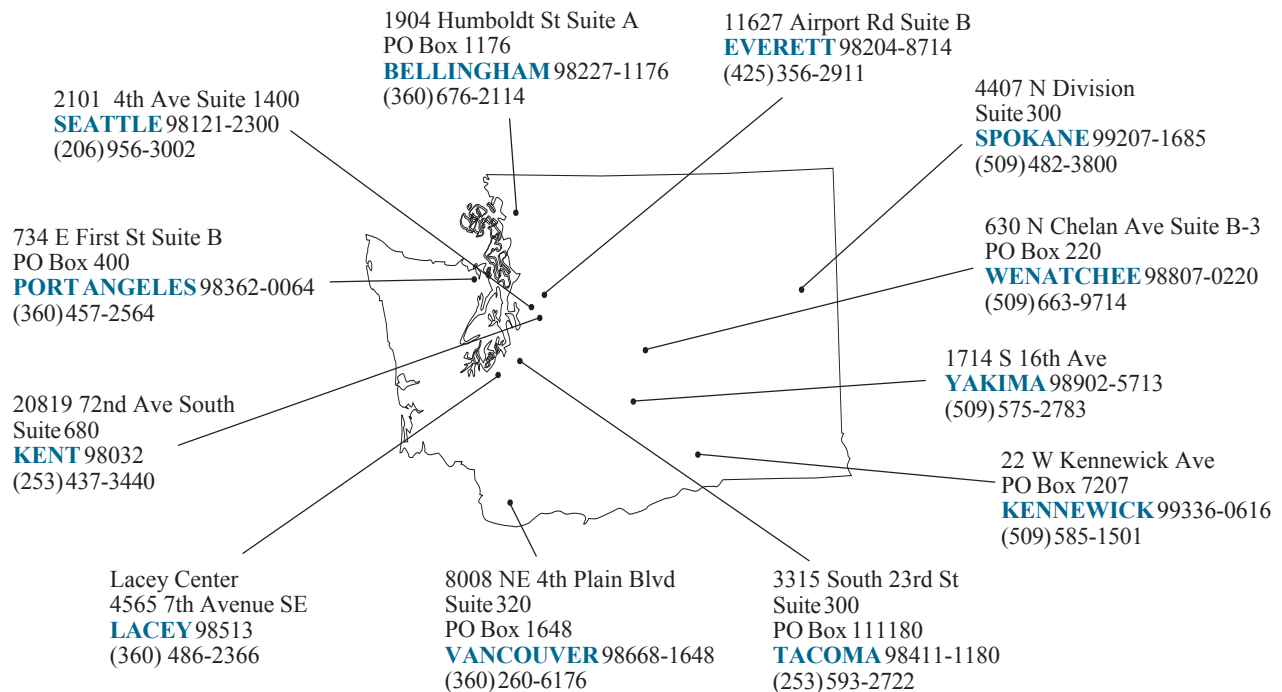 1904 Humboldt St Suite A
PO Box 1176
BELLINGHAM 98227-1176
(360) 676-2114
11627 Airport Rd Suite B
EVERETT 98204-8714
(425) 356-2911
2101 4th Ave Suite 1400
SEATTLE 98121-2300
(206) 956-3002
4407 N Division
Suite 300
SPOKANE 99207-1685
(509) 482-3800
734 E First St Suite B
PO Box 400
PORT ANGELES 98362-0064
(360) 457-2564
630 N Chelan Ave Suite B-3
PO Box 220
WENATCHEE 98807-0220
(509) 663-9714
1714 S 16th Ave
YAKIMA 98902-5713
(509) 575-2783
20819 72nd Ave South
Suite 680
KENT 98032
(253) 437-3440
22 W Kennewick Ave
PO Box 7207
KENNEWICK 99336-0616
(509) 585-1501
Lacey Center
4565 7th Avenue SE
LACEY 98513
(360) 486-2366
8008 NE 4th Plain Blvd
Suite 320
PO Box 1648
VANCOUVER 98668-1648
(360) 260-6176
3315 South 23rd St
Suite 300
PO Box 111180
TACOMA 98411-1180
(253) 593-2722